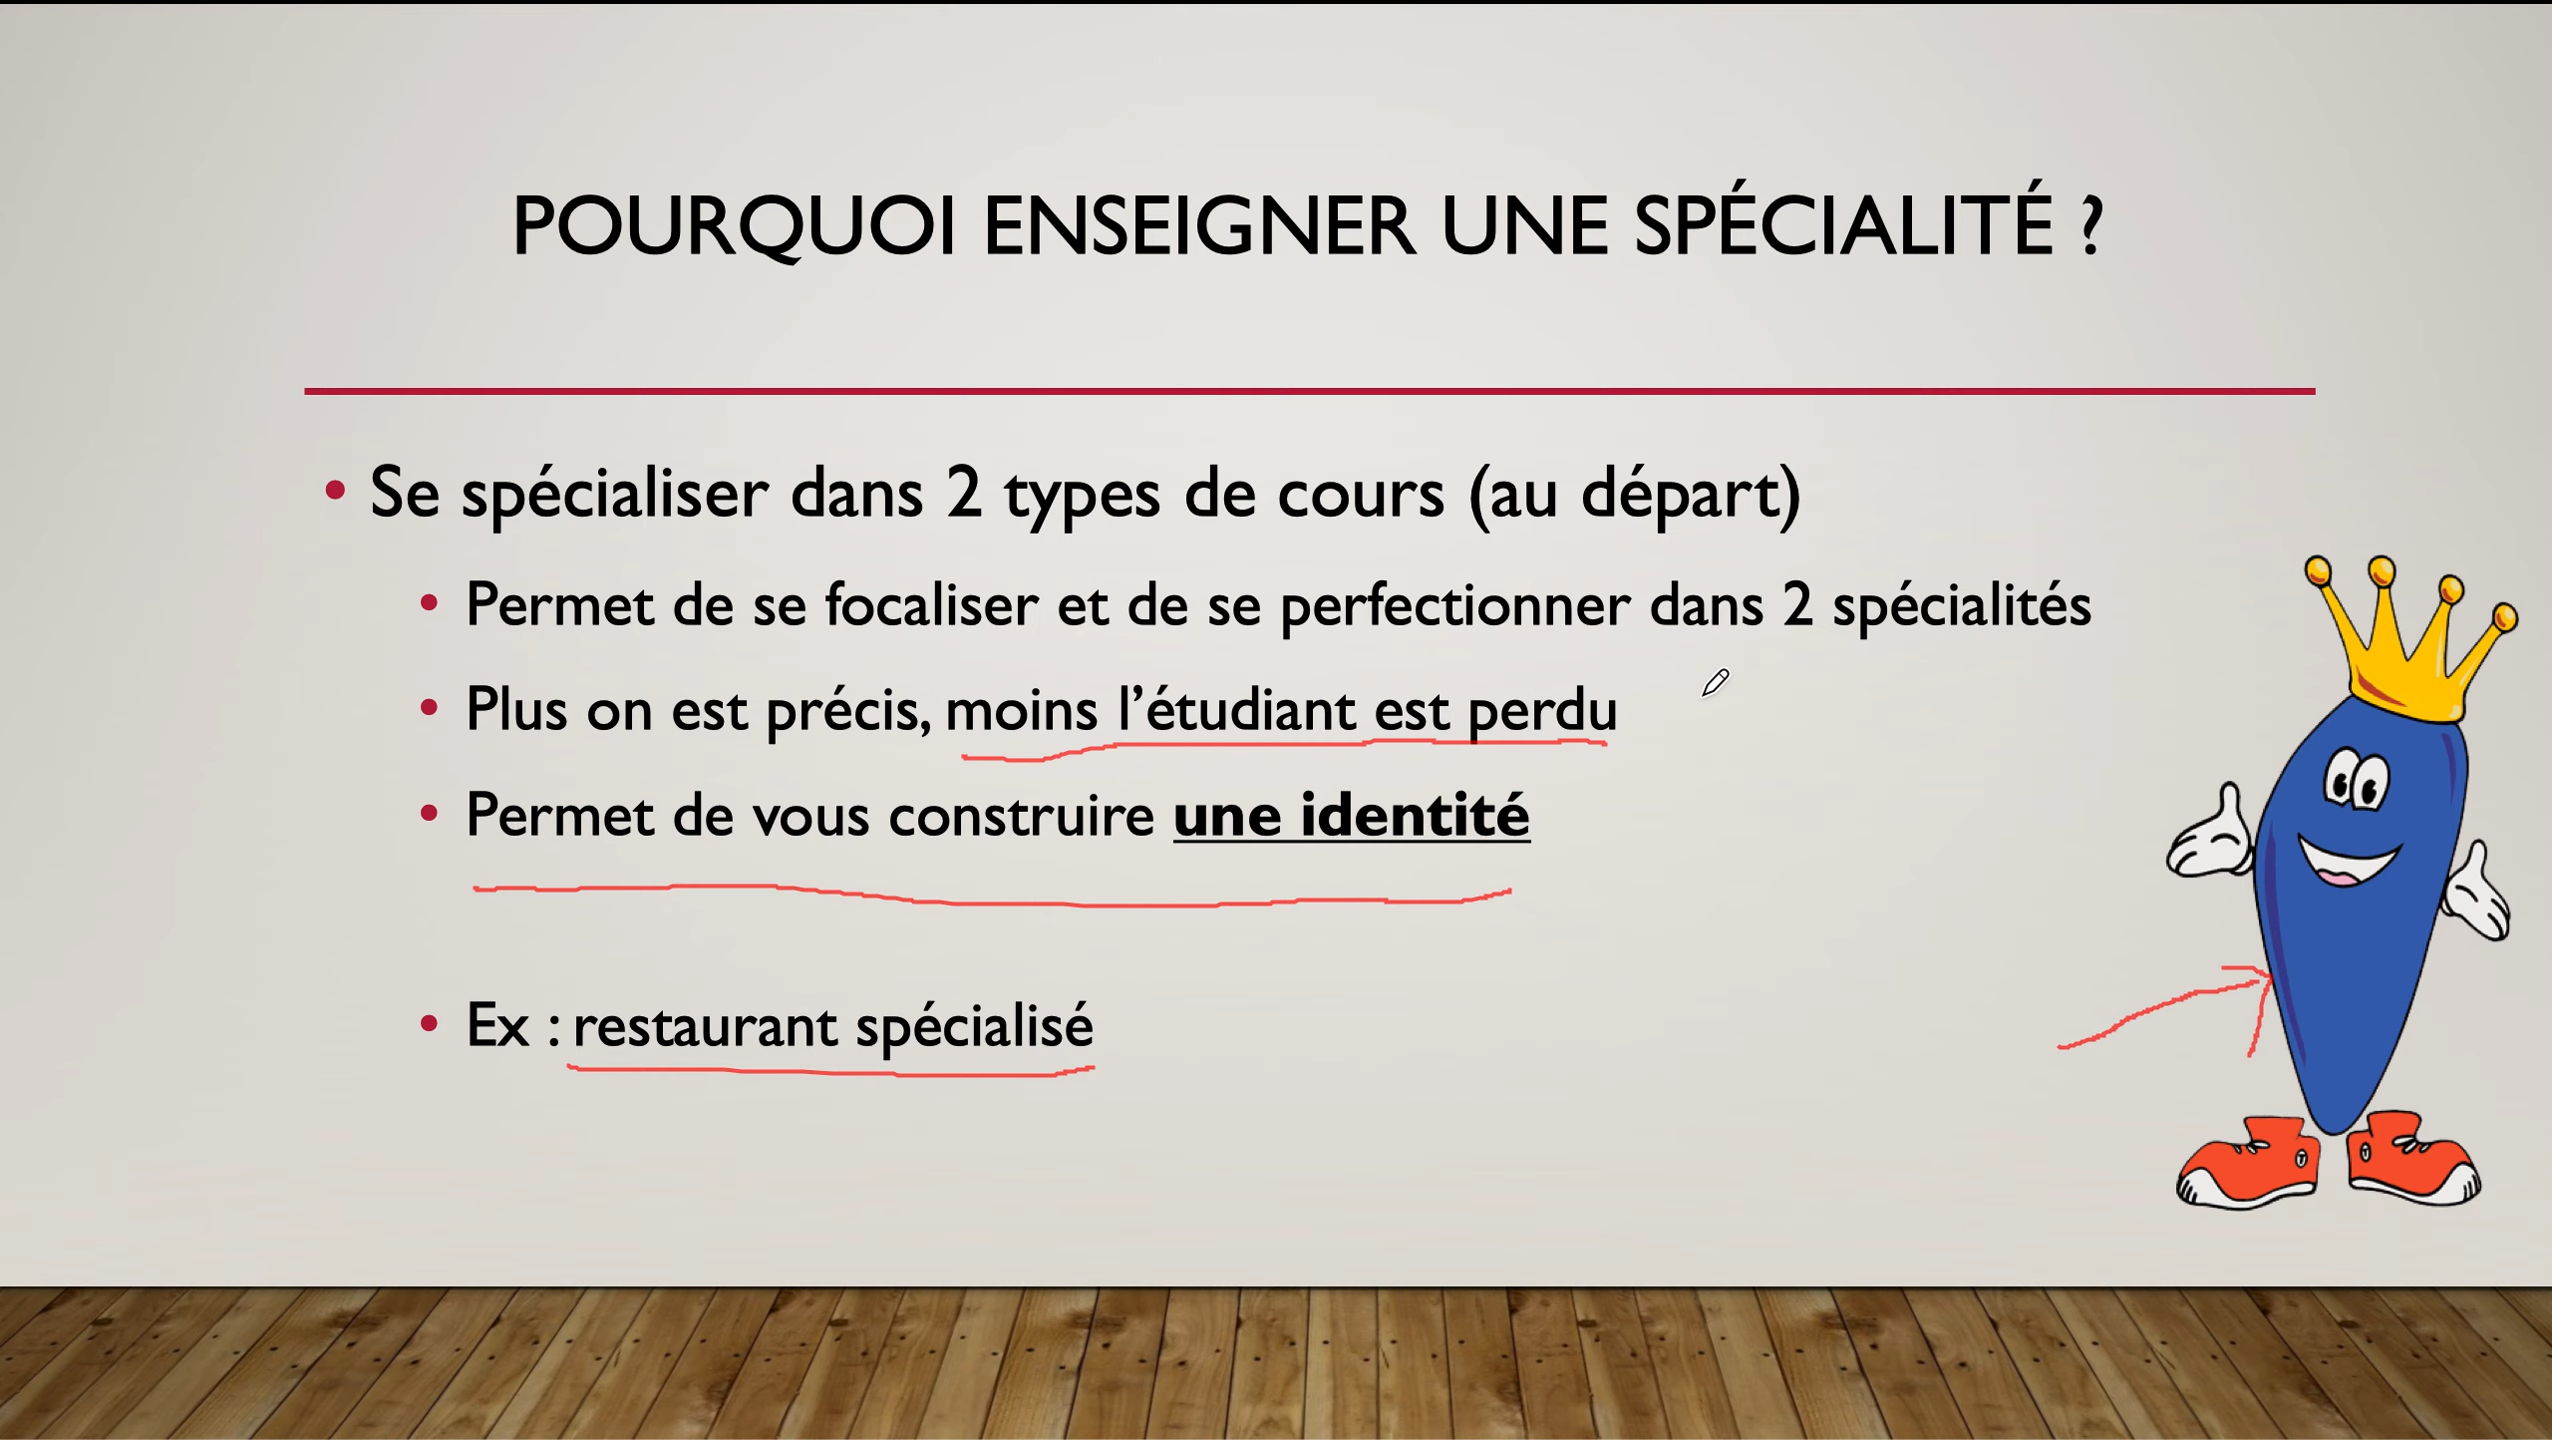 POURQUOI ENSEIGNER UNE SPÉCIALITÉ ?
• Se spécialiser dans 2 types de cours (au départ)
• Permet de se focaliser et de se perfectionner dans 2 spécialités
• Plus on est précis, moins l’étudiant est perdu
• Permet de vous construire une identité
• Ex : restaurant spécialisé